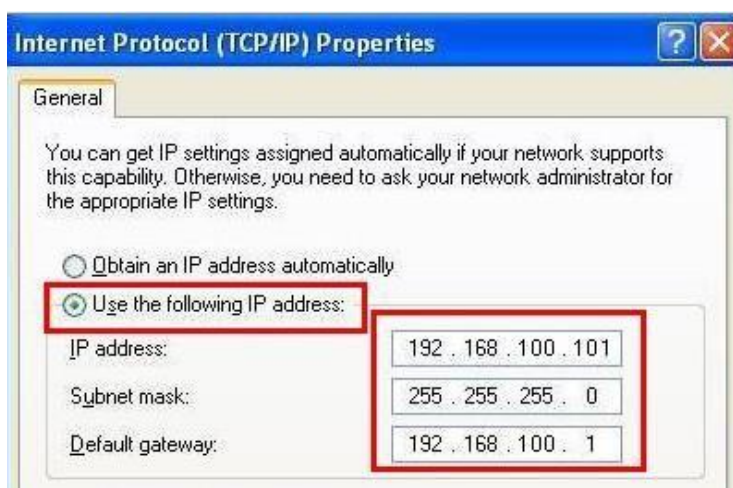 Internet Protocol (TCP/IP) Properties
General
You can get IP settings assigned automatically if your network supports
this capability. Otherwise, you need to ask your network administrator for
the appropriate IP settings.
Obtain an IP address automatically
Use the following IP address:
IP address: 192 . 168 . 100 . 101
Subnet mask: 255 . 255 . 255 . 0
Default gateway: 192 . 168 . 100 . 1